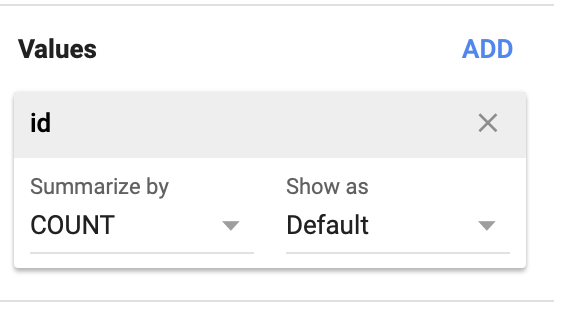 Values ADD
id
Summarize by Show as
COUNT Default